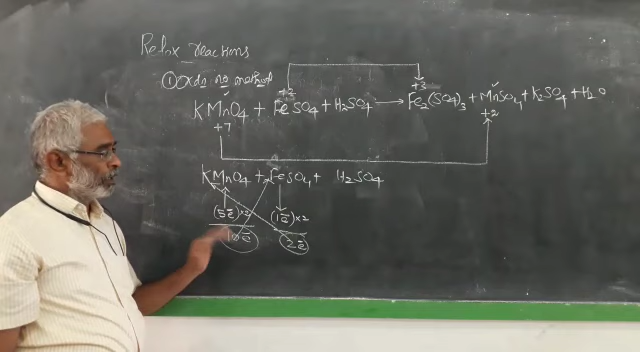 Redox reactions
① Oxdn no method
+2 +3
KMnO₄ + FeSO₄ + H₂SO₄ → Fe₂(SO₄)₃ + MnSO₄ + K₂SO₄ + H₂O
+7 +2
KMnO₄ + FeSO₄ + H₂SO₄
(5ē)×2 (1ē)×2
10ē 2ē